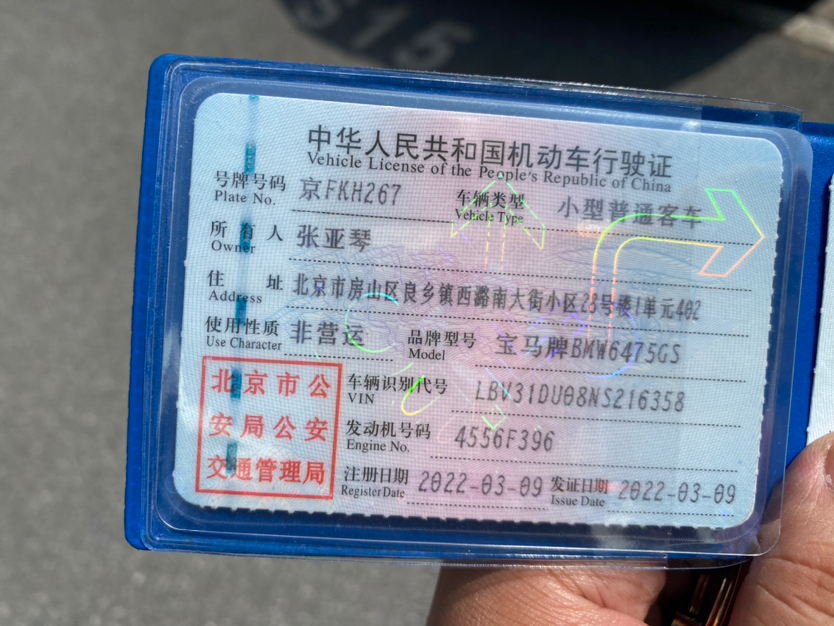 S15
中华人民共和国机动车行驶证
Vehicle License of the People's Republic of China
号牌号码 京FKH267 车辆类型 小型普通客车
Plate No. Vehicle Type
所有人 张亚琴
Owner
住址 北京市房山区良乡镇西潞南大街小区28号楼1单元402
Address
使用性质 非营运 品牌型号 宝马牌BMW6475GS
Use Character Model
北京市公
安局公安
交通管理局
车辆识别代号 LBV31DU08NS216358
VIN
发动机号码 4556F396
Engine No.
注册日期 2022-03-09 发证日期 2022-03-09
Register Date Issue Date